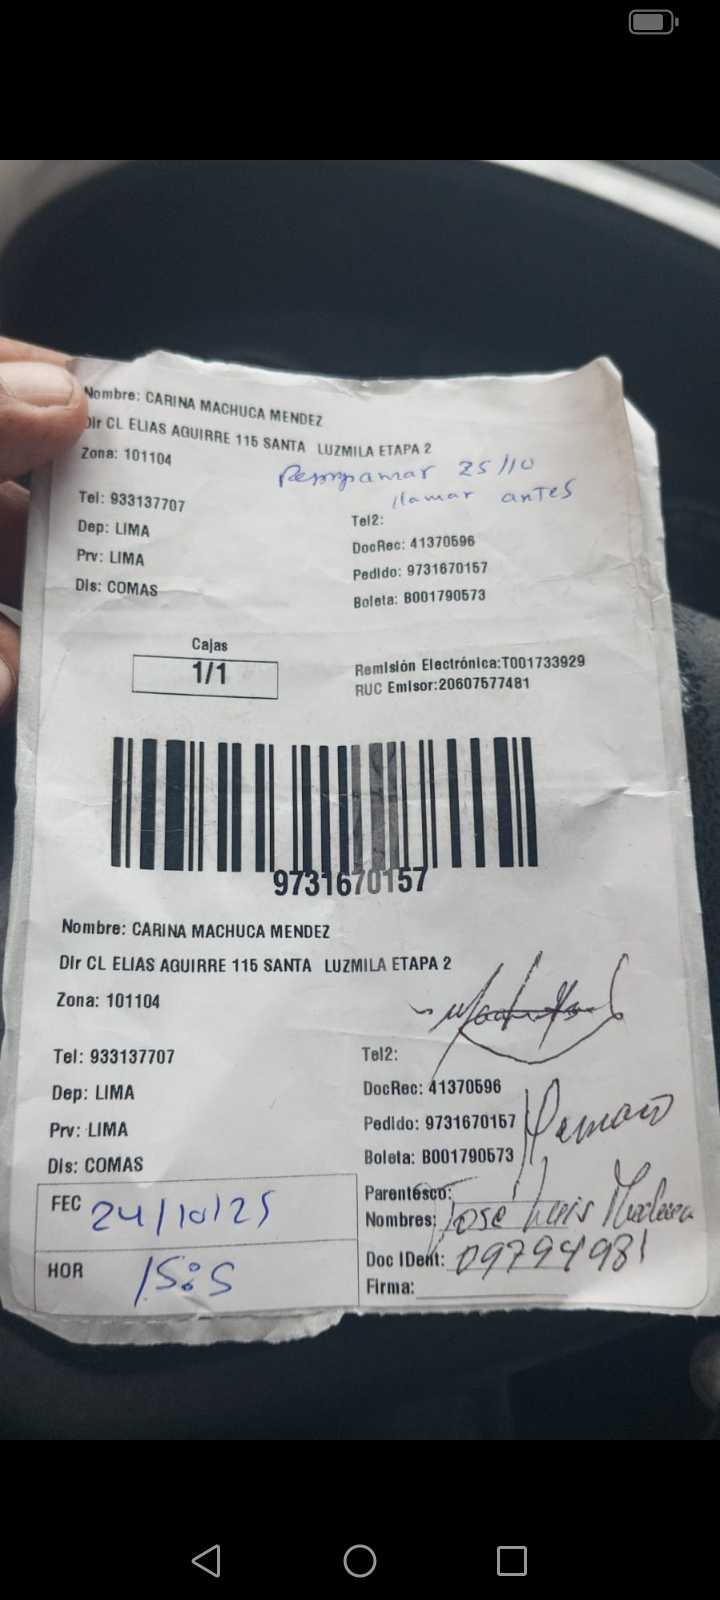 Nombre: CARINA MACHUCA MENDEZ
Dir CL ELIAS AGUIRRE 115 SANTA LUZMILA ETAPA 2
Zona: 101104
25/10
llamar antes
Tel: 933137707
Tel2:
Dep: LIMA
DocRec: 41370596
Prv: LIMA
Pedido: 9731670157
Dis: COMAS
Boleta: B001790573
Cajas
1/1
Remisión Electrónica:T001733929
RUC Emisor:20607577481
9731670157
Nombre: CARINA MACHUCA MENDEZ
Dir CL ELIAS AGUIRRE 115 SANTA LUZMILA ETAPA 2
Zona: 101104
Tel: 933137707
Tel2:
Dep: LIMA
DocRec: 41370596
Prv: LIMA
Pedido: 9731670157
Dis: COMAS
Boleta: B001790573
Parentesco: Hermano
FEC 24/10/25
Nombres: Jose Luis
HOR 15:5
Doc IDent: 09794981
Firma: